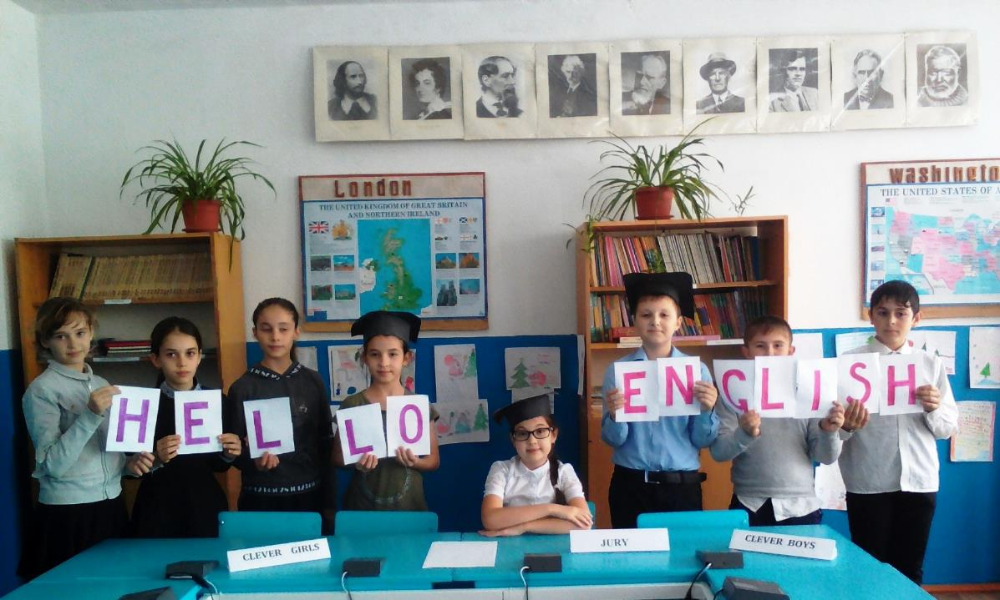 London
THE UNITED KINGDOM OF GREAT BRITAIN
AND NORTHERN IRELAND
Washingto
THE UNITED STATES OF A
HELLO ENGLISH
CLEVER GIRLS
JURY
CLEVER BOYS